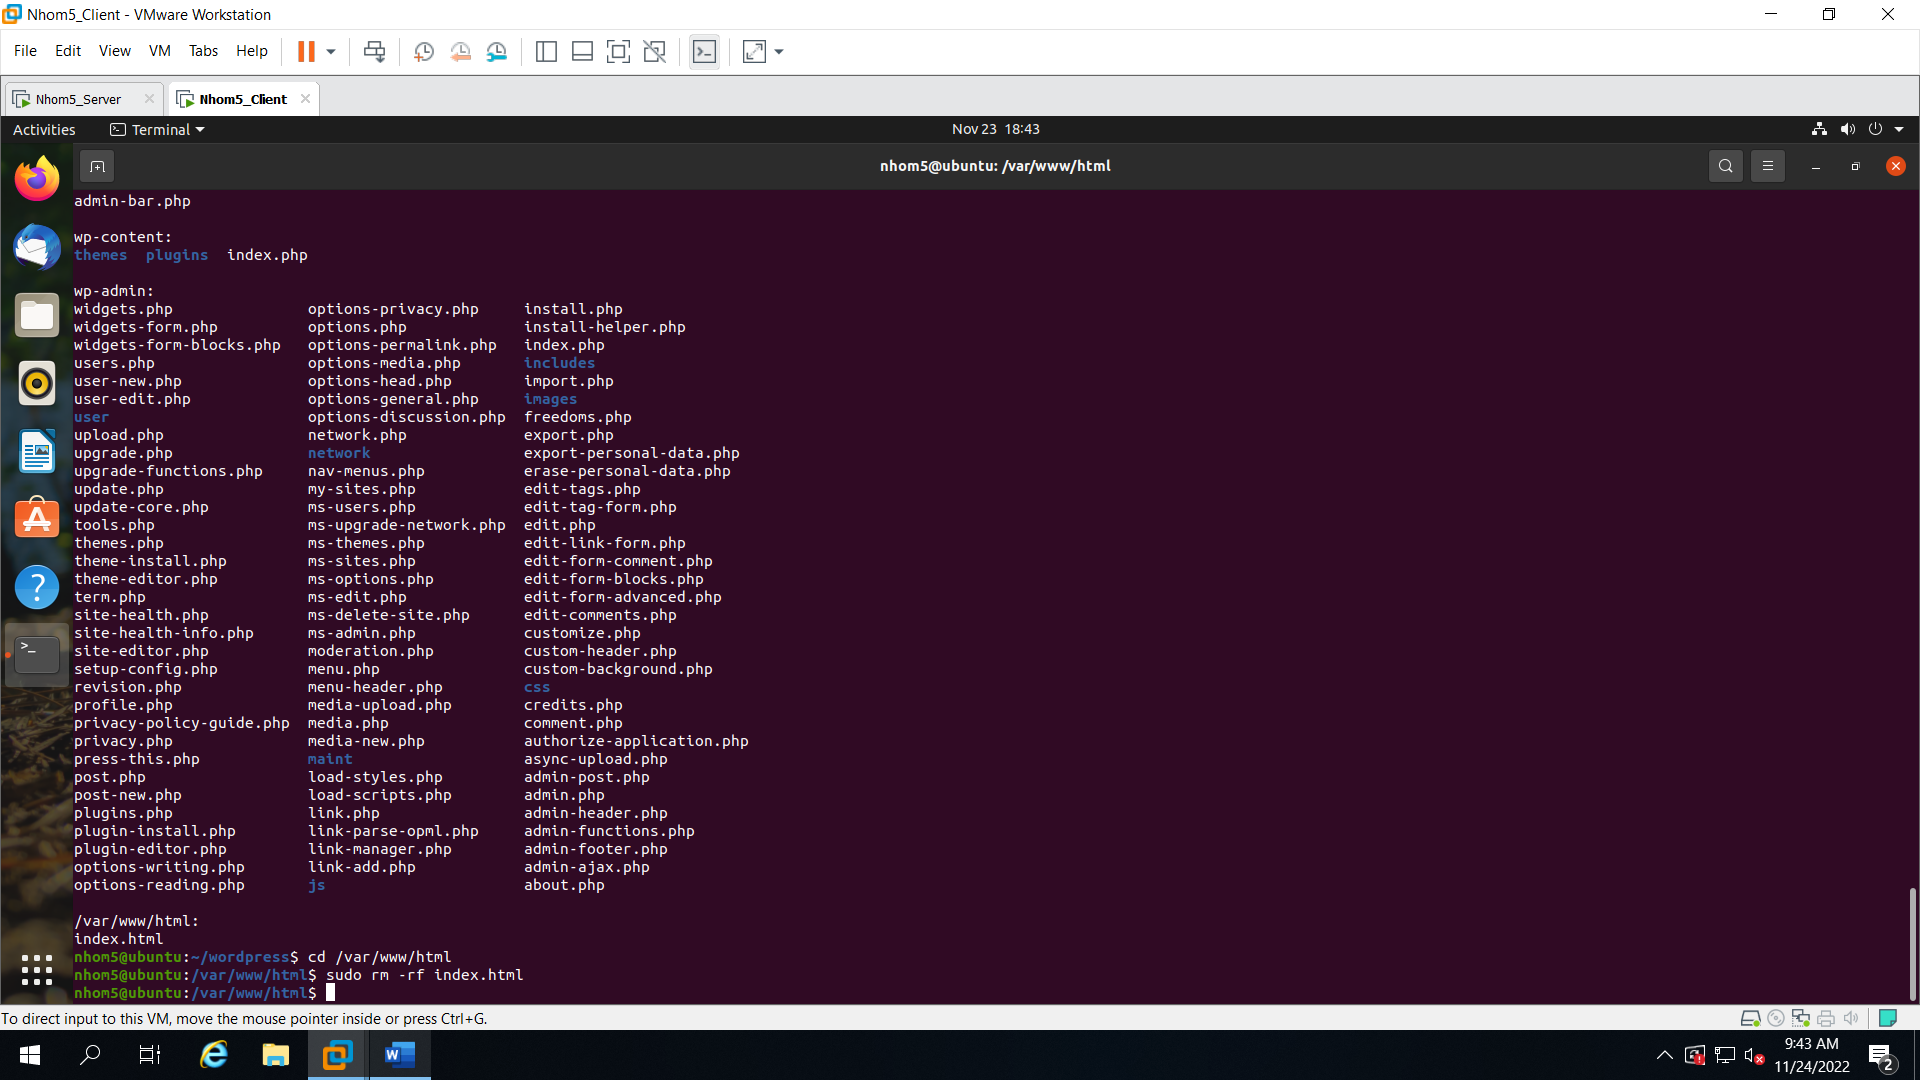 Nhom5_Client - VMware Workstation
File Edit View VM Tabs Help
Nhom5_Server Nhom5_Client
Activities Terminal Nov 23 18:43
nhom5@ubuntu: /var/www/html
admin-bar.php
wp-content:
themes plugins index.php
wp-admin:
widgets.php options-privacy.php install.php
widgets-form.php options.php install-helper.php
widgets-form-blocks.php options-permalink.php index.php
users.php options-media.php includes
user-new.php options-head.php import.php
user-edit.php options-general.php images
user options-discussion.php freedoms.php
upload.php network.php export.php
upgrade.php network export-personal-data.php
upgrade-functions.php nav-menus.php erase-personal-data.php
update.php my-sites.php edit-tags.php
update-core.php ms-users.php edit-tag-form.php
tools.php ms-upgrade-network.php edit.php
themes.php ms-themes.php edit-link-form.php
theme-install.php ms-sites.php edit-form-comment.php
theme-editor.php ms-options.php edit-form-blocks.php
term.php ms-edit.php edit-form-advanced.php
site-health.php ms-delete-site.php edit-comments.php
site-health-info.php ms-admin.php customize.php
site-editor.php moderation.php custom-header.php
setup-config.php menu.php custom-background.php
revision.php menu-header.php css
profile.php media-upload.php credits.php
privacy-policy-guide.php media.php comment.php
privacy.php media-new.php authorize-application.php
press-this.php maint async-upload.php
post.php load-styles.php admin-post.php
post-new.php load-scripts.php admin.php
plugins.php link.php admin-header.php
plugin-install.php link-parse-opml.php admin-functions.php
plugin-editor.php link-manager.php admin-footer.php
options-writing.php link-add.php admin-ajax.php
options-reading.php js about.php
/var/www/html:
index.html
nhom5@ubuntu:~/wordpress$ cd /var/www/html
nhom5@ubuntu:/var/www/html$ sudo rm -rf index.html
nhom5@ubuntu:/var/www/html$
To direct input to this VM, move the mouse pointer inside or press Ctrl+G.
9:43 AM
11/24/2022
2